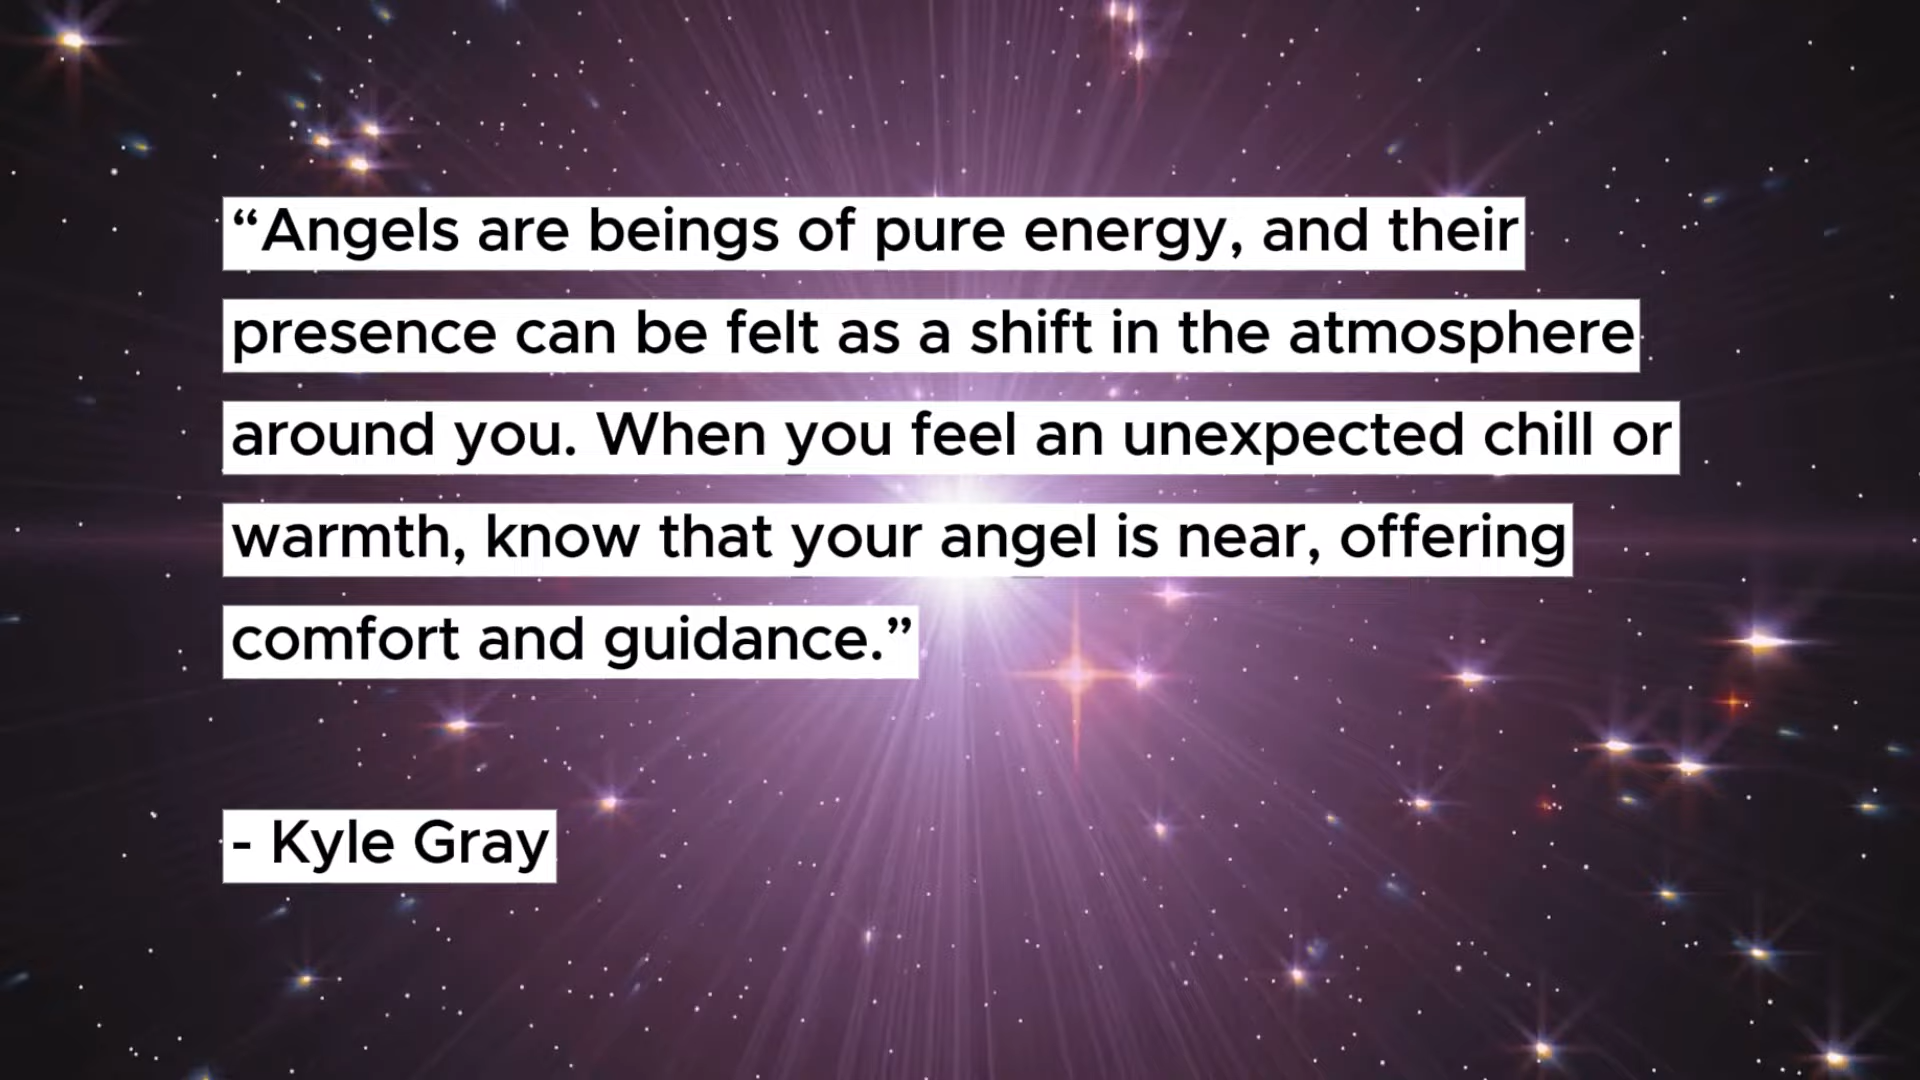 “Angels are beings of pure energy, and their
presence can be felt as a shift in the atmosphere
around you. When you feel an unexpected chill or
warmth, know that your angel is near, offering
comfort and guidance.”
- Kyle Gray